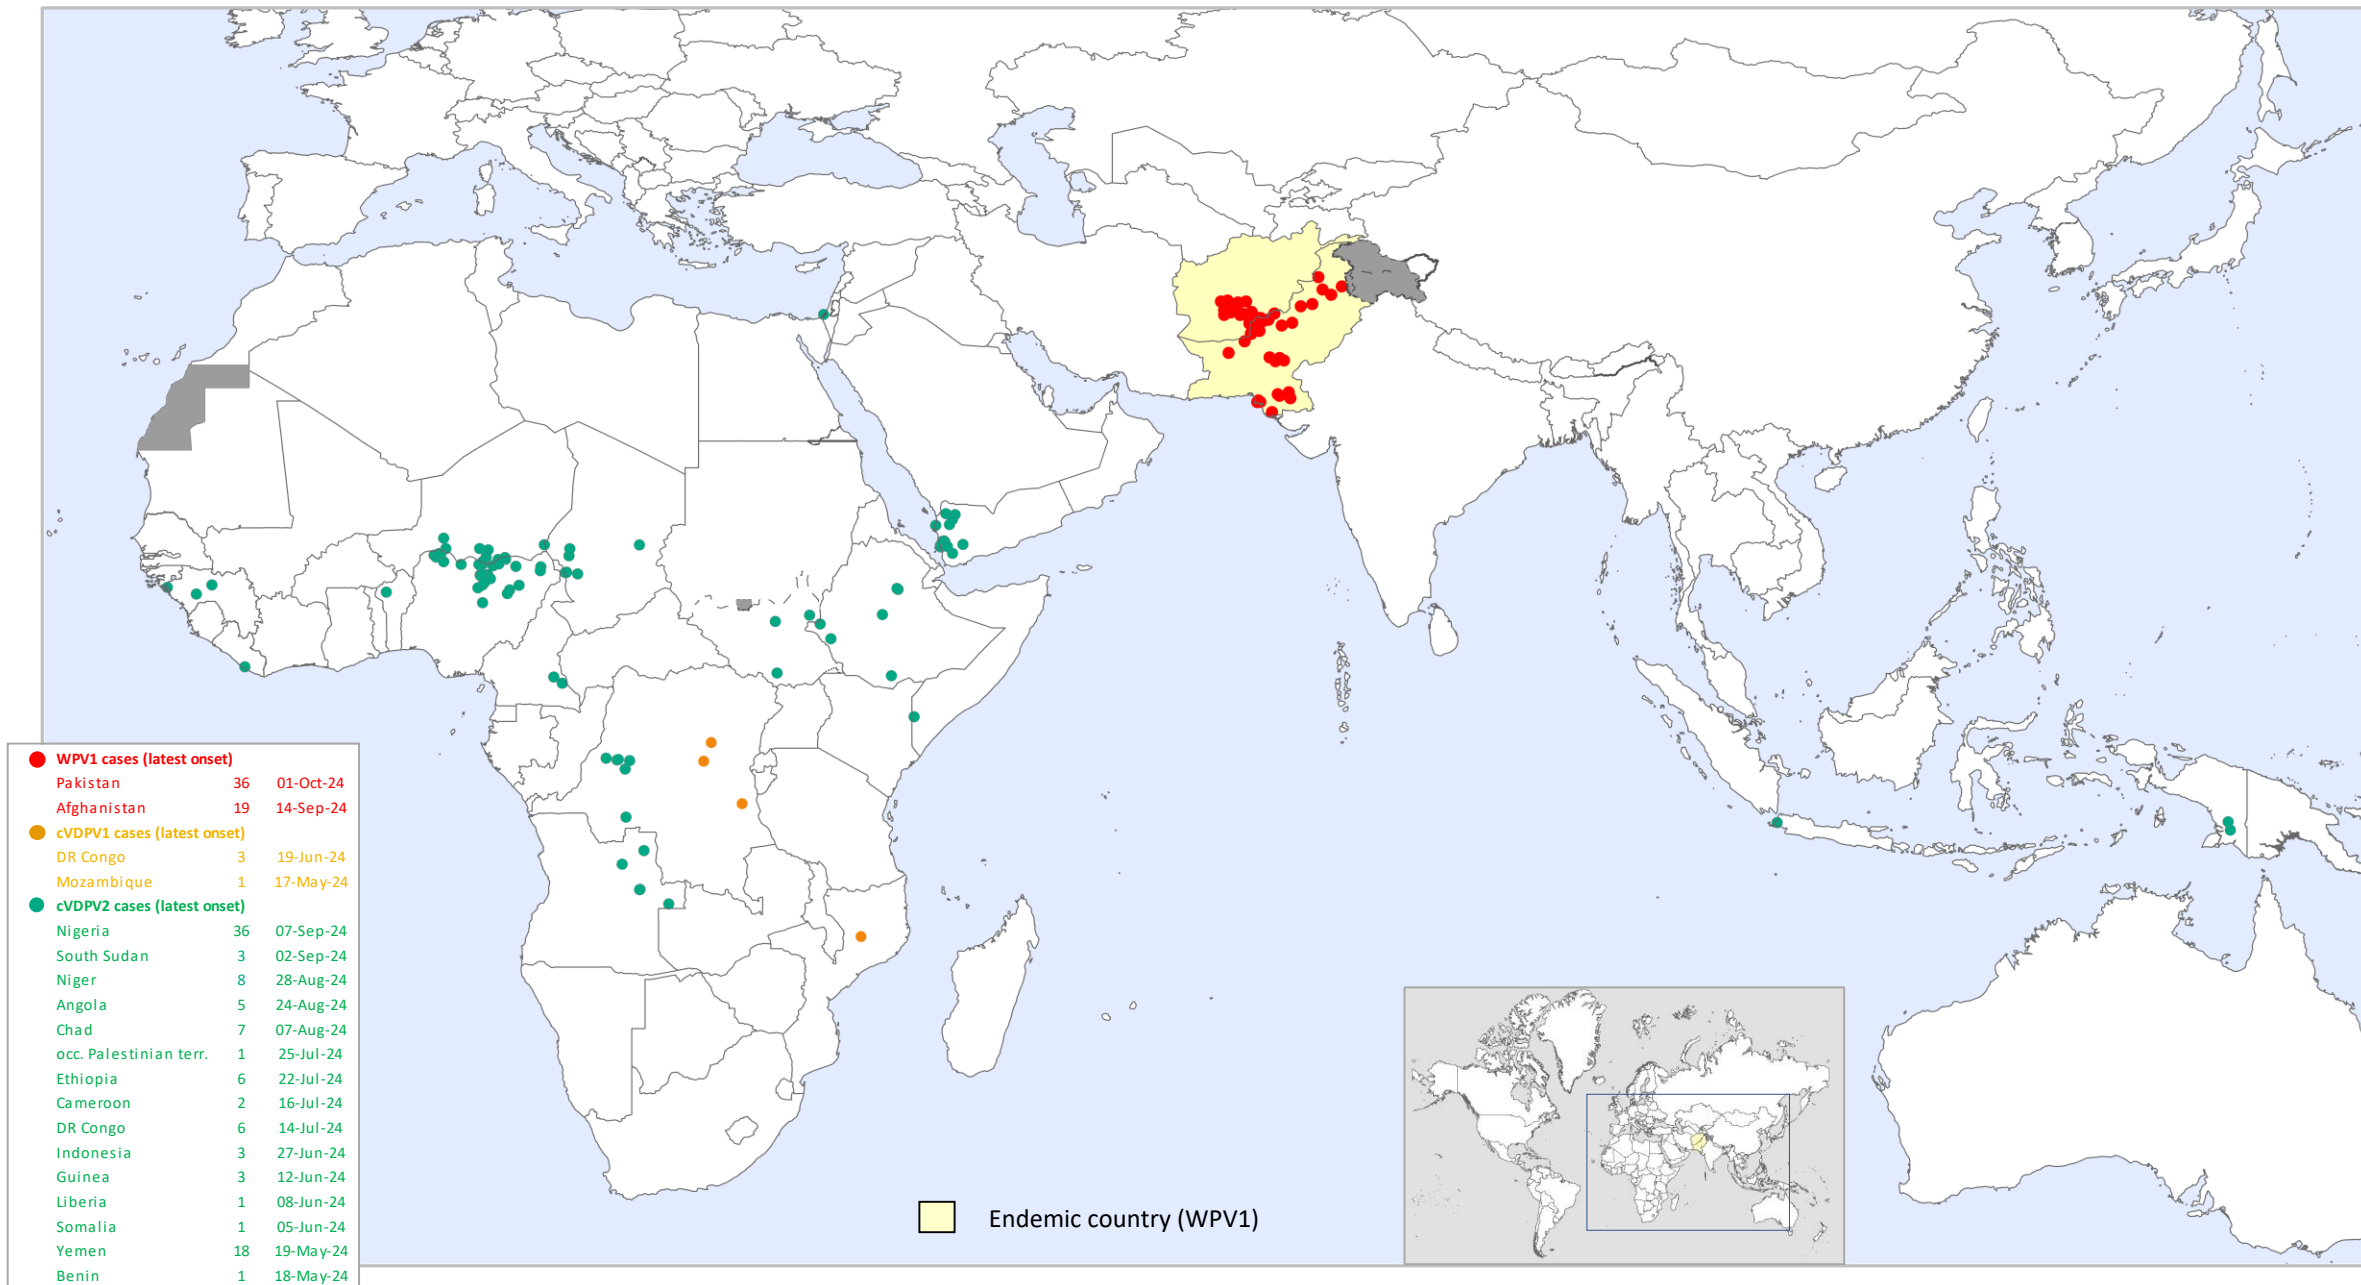 WPV1 cases (latest onset)
Pakistan 36 01-Oct-24
Afghanistan 19 14-Sep-24
cVDPV1 cases (latest onset)
DR Congo 3 19-Jun-24
Mozambique 1 17-May-24
cVDPV2 cases (latest onset)
Nigeria 36 07-Sep-24
South Sudan 3 02-Sep-24
Niger 8 28-Aug-24
Angola 5 24-Aug-24
Chad 7 07-Aug-24
occ. Palestinian terr. 1 25-Jul-24
Ethiopia 6 22-Jul-24
Cameroon 2 16-Jul-24
DR Congo 6 14-Jul-24
Indonesia 3 27-Jun-24
Guinea 3 12-Jun-24
Liberia 1 08-Jun-24
Somalia 1 05-Jun-24
Yemen 18 19-May-24
Benin 1 18-May-24
Endemic country (WPV1)